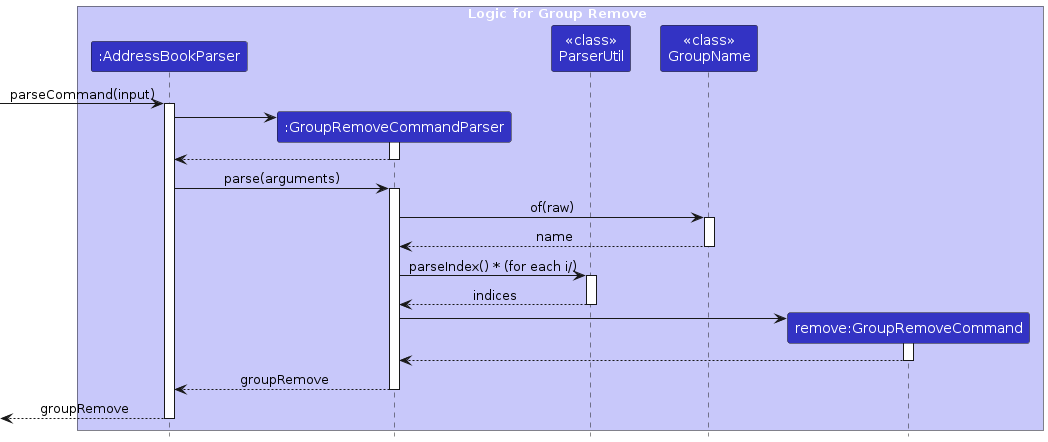 Logic for Group Remove
«class»
ParserUtil
«class»
GroupName
:AddressBookParser
parseCommand(input)
:GroupRemoveCommandParser
parse(arguments)
of(raw)
name
parseIndex() * (for each i/)
indices
remove:GroupRemoveCommand
groupRemove
groupRemove